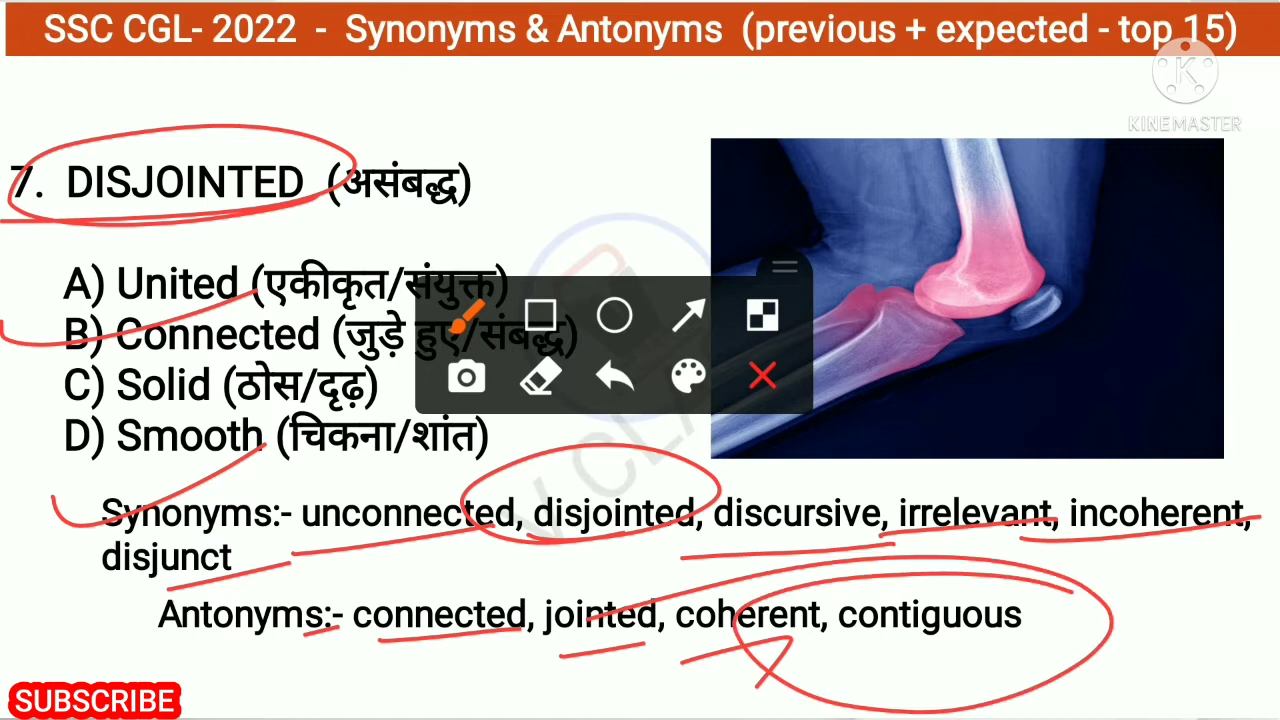 SSC CGL- 2022 - Synonyms & Antonyms (previous + expected - top 15)
K
KINEMASTER
7. DISJOINTED (असंबद्ध)
A) United (एकीकृत/संयुक्त)
B) Connected (जुड़े हुए/संबद्ध)
C) Solid (ठोस/दृढ़)
D) Smooth (चिकना/शांत)
Synonyms:- unconnected, disjointed, discursive, irrelevant, incoherent,
disjunct
Antonyms:- connected, jointed, coherent, contiguous
SUBSCRIBE